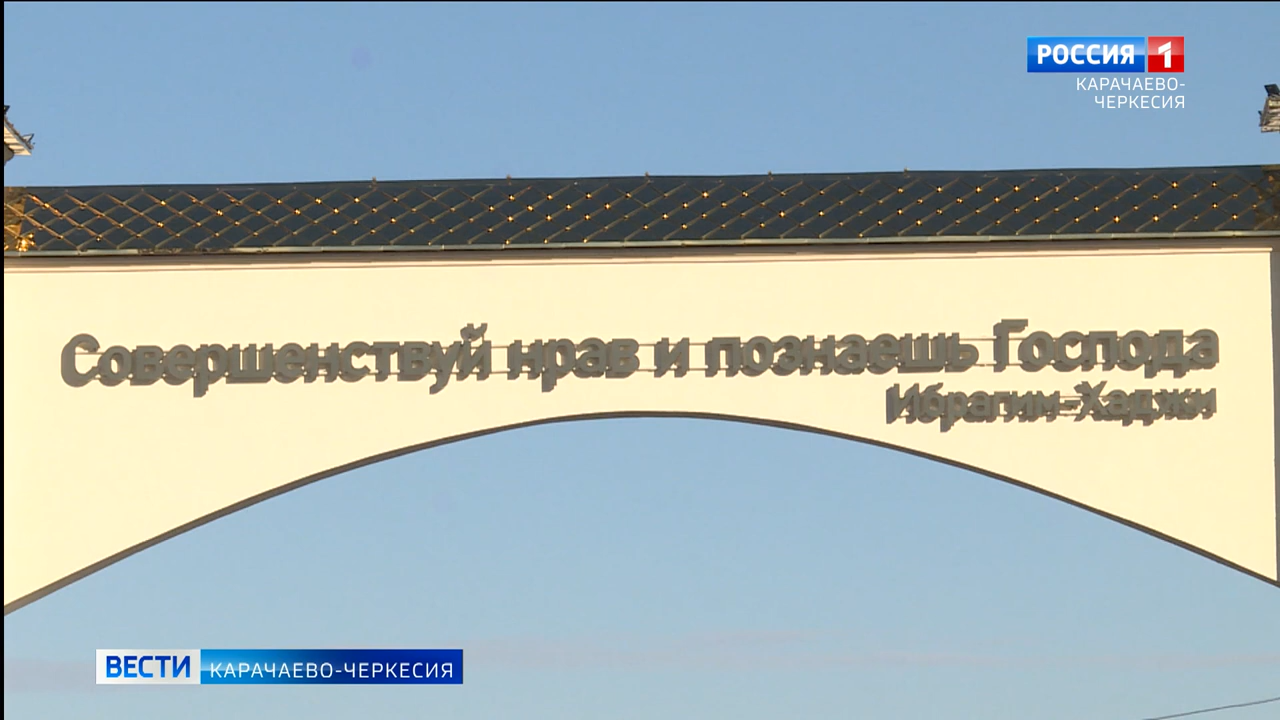 РОССИЯ 1
КАРАЧАЕВО-
ЧЕРКЕСИЯ
Совершенствуй нрав и познаешь Господа
Ибрагим-Хаджи
ВЕСТИ КАРАЧАЕВО-ЧЕРКЕСИЯ